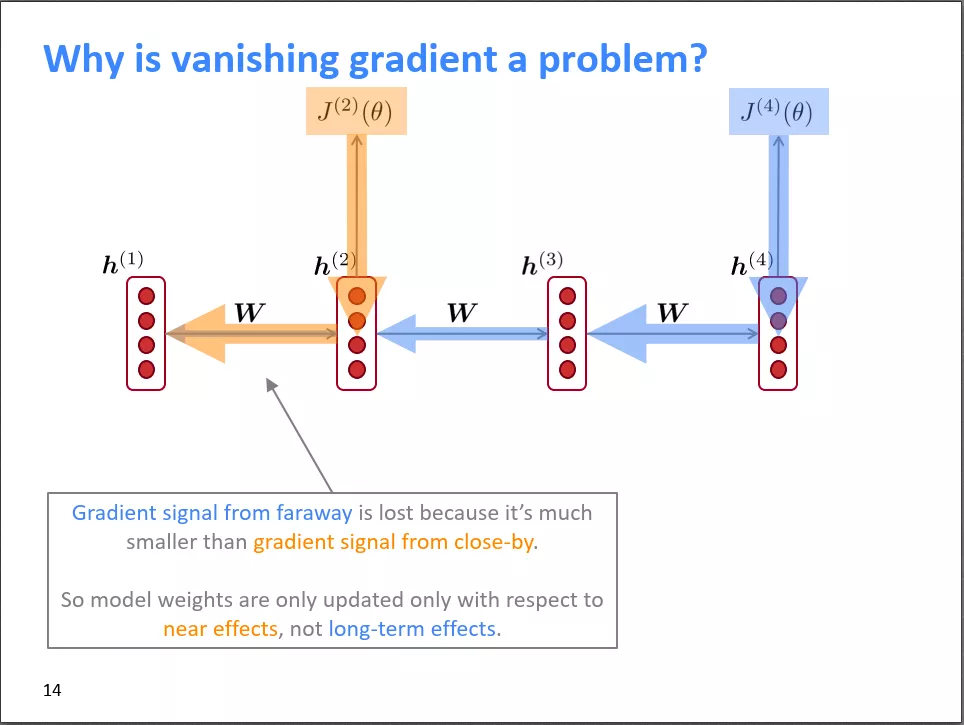 Why is vanishing gradient a problem?
J⁽²⁾(θ)
J⁽⁴⁾(θ)
h⁽¹⁾
h⁽²⁾
h⁽³⁾
h⁽⁴⁾
W
W
W
Gradient signal from faraway is lost because it’s much
smaller than gradient signal from close-by.
So model weights are only updated only with respect to
near effects, not long-term effects.
14